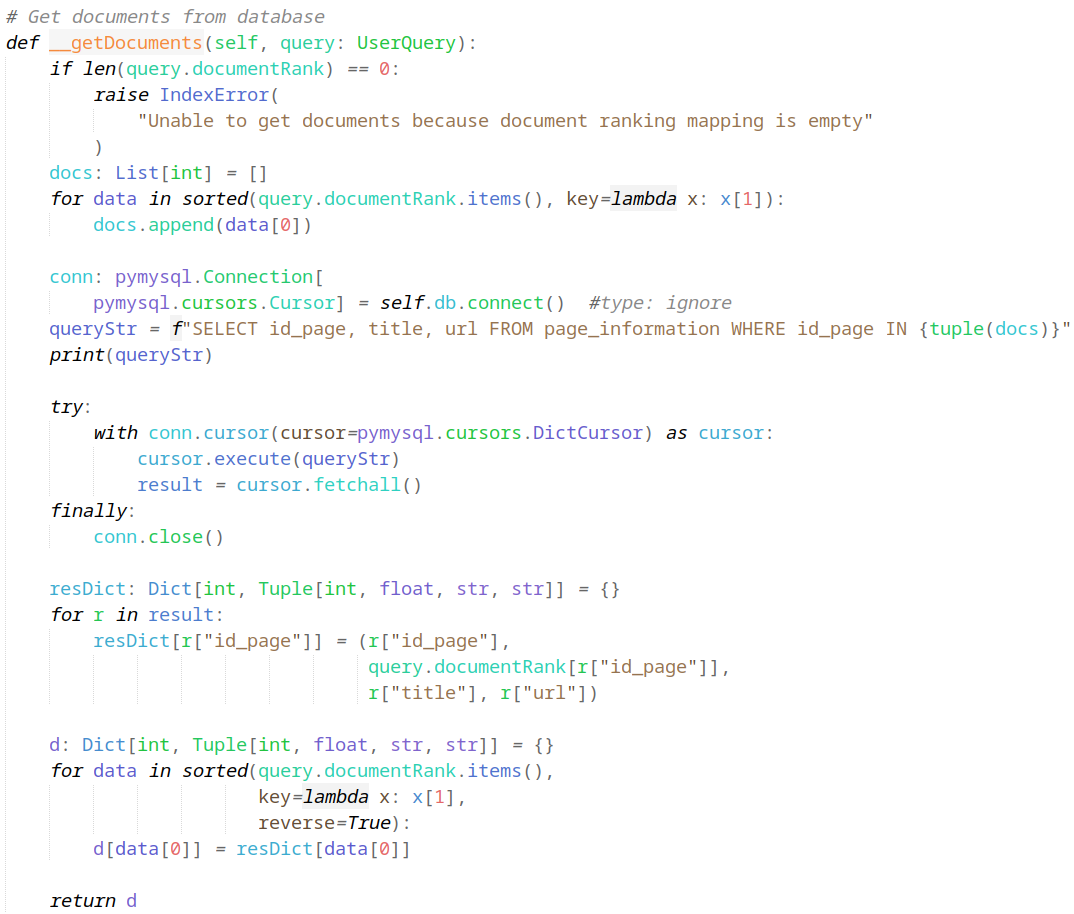 # Get documents from database
def __getDocuments(self, query: UserQuery):
    if len(query.documentRank) == 0:
        raise IndexError(
            "Unable to get documents because document ranking mapping is empty"
        )
    docs: List[int] = []
    for data in sorted(query.documentRank.items(), key=lambda x: x[1]):
        docs.append(data[0])

    conn: pymysql.Connection[
        pymysql.cursors.Cursor] = self.db.connect()  #type: ignore
    queryStr = f"SELECT id_page, title, url FROM page_information WHERE id_page IN {tuple(docs)}"
    print(queryStr)

    try:
        with conn.cursor(cursor=pymysql.cursors.DictCursor) as cursor:
            cursor.execute(queryStr)
            result = cursor.fetchall()
    finally:
        conn.close()

    resDict: Dict[int, Tuple[int, float, str, str]] = {}
    for r in result:
        resDict[r["id_page"]] = (r["id_page"],
                                 query.documentRank[r["id_page"]],
                                 r["title"], r["url"])

    d: Dict[int, Tuple[int, float, str, str]] = {}
    for data in sorted(query.documentRank.items(),
                       key=lambda x: x[1],
                       reverse=True):
        d[data[0]] = resDict[data[0]]

    return d